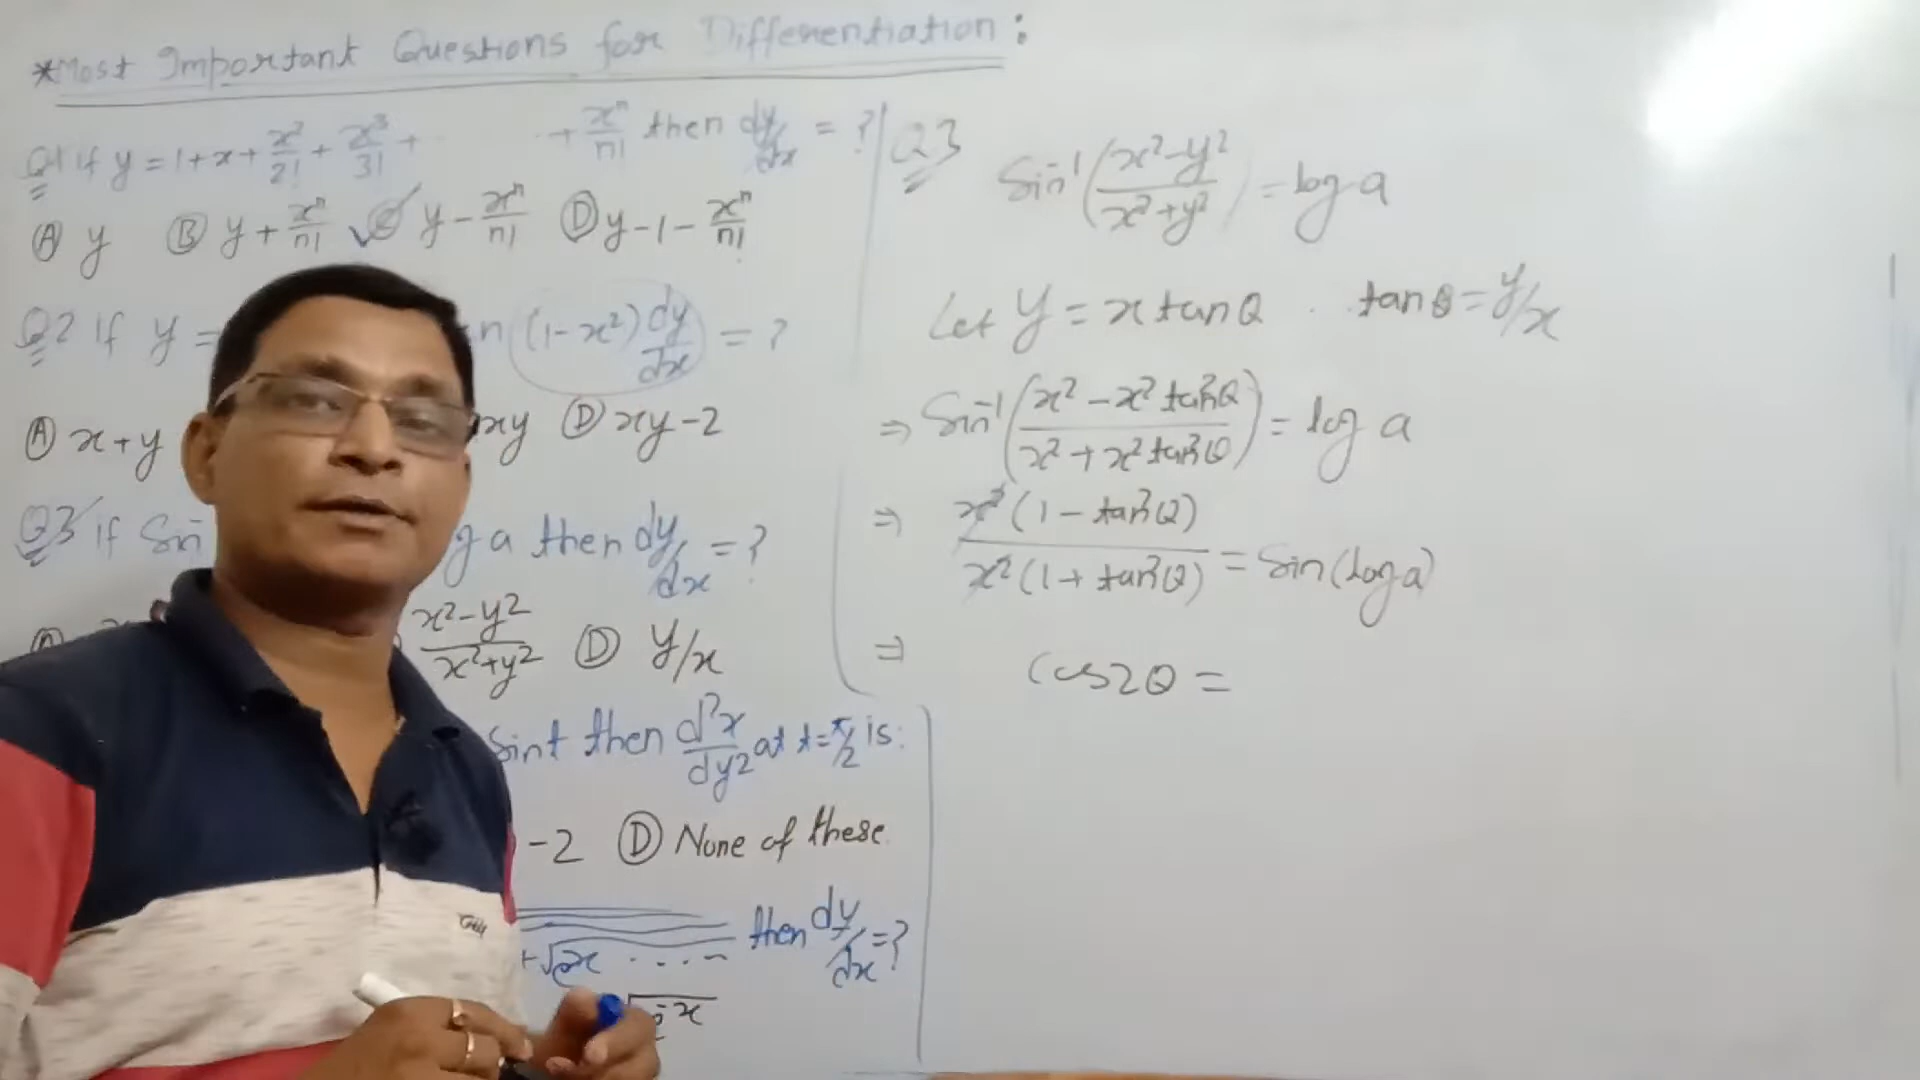 *Most Important Questions for Differentiation:
Q1 if y = 1 + x + x²/2! + x³/3! + ... + xⁿ/n! then dy/dx = ?
Ⓐ y Ⓑ y + xⁿ/n! ✓Ⓒ y - xⁿ/n! Ⓓ y - 1 - xⁿ/n!
Q2 if y = n (1-x²) dy/dx = ?
Ⓐ x+y xy Ⓓ xy-2
Q3 if Sin⁻¹ g a then dy/dx = ?
Ⓐ x²-y²/x²+y² Ⓓ y/x
Sint then d²x/dy² at t=π/2 is:
-2 Ⓓ None of these
+√2x ....- then dy/dx = ?
Q3
Sin⁻¹(x²-y²/x²+y²) = log a
Let y = x tanθ . tanθ = y/x
⇒ Sin⁻¹(x² - x² tan²θ/x² + x² tan²θ) = log a
⇒ x²(1 - tan²θ)/x²(1 + tan²θ) = Sin(log a)
⇒ Cos2θ =